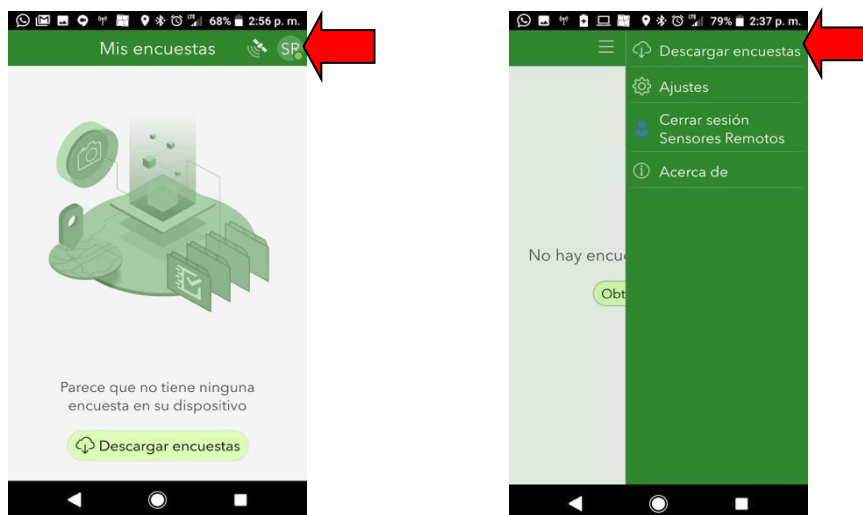 68% 2:56 p. m.
Mis encuestas SP
Parece que no tiene ninguna
encuesta en su dispositivo
Descargar encuestas
79% 2:37 p. m.
Descargar encuestas
Ajustes
Cerrar sesión
Sensores Remotos
Acerca de
No hay encu
Obt